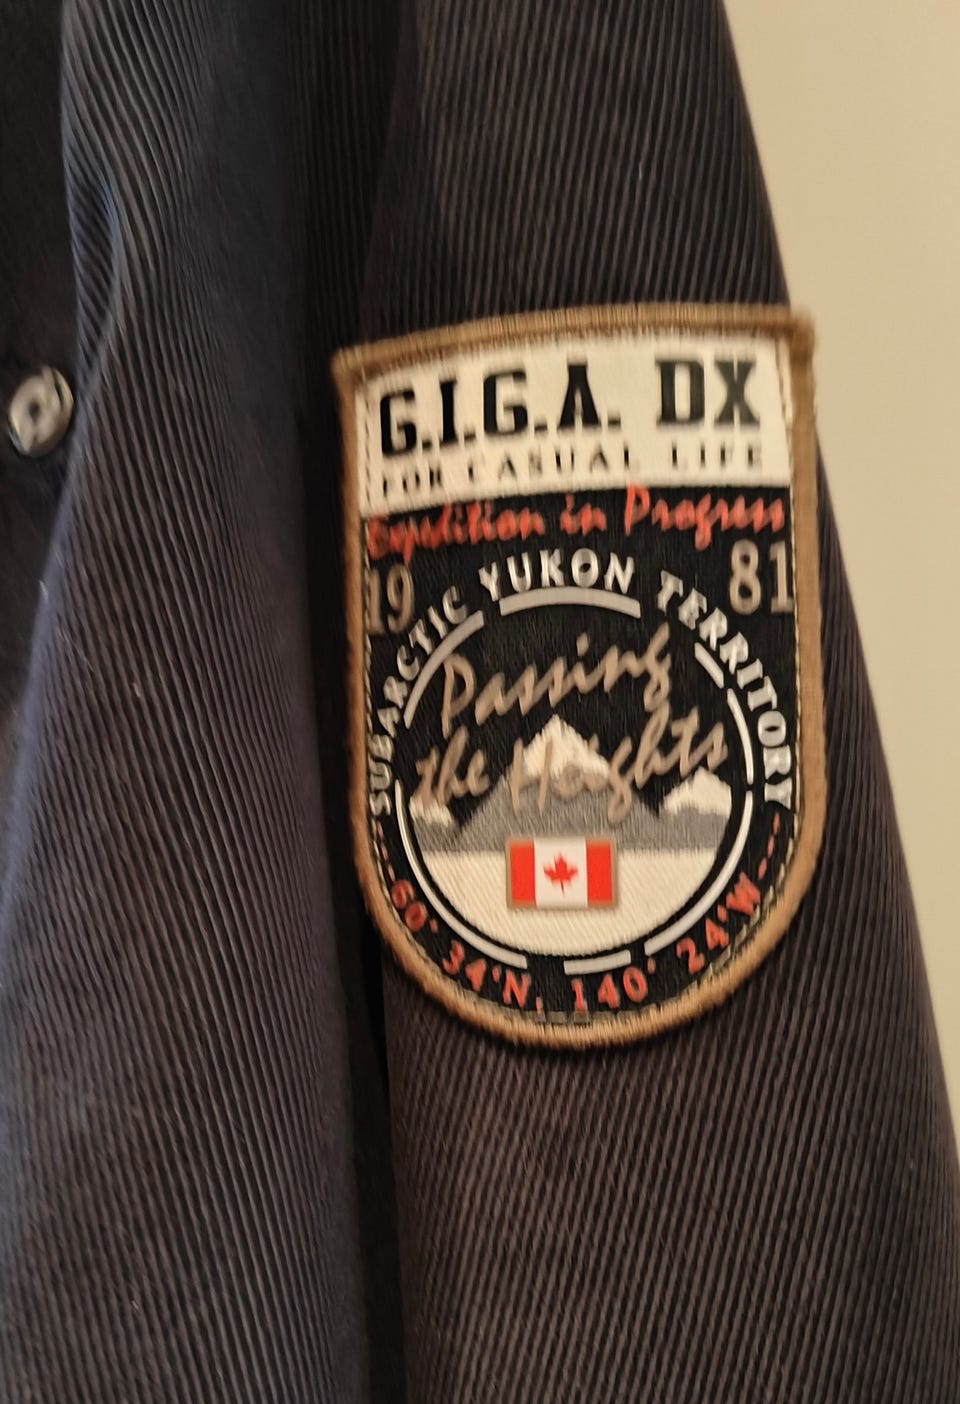 G.I.G.A. DX
FOR CASUAL LIFE
Expedition in Progress
19 81
SUBARCTIC YUKON TERRITORY
Passing
the Heights
60° 34'N, 140° 24'W